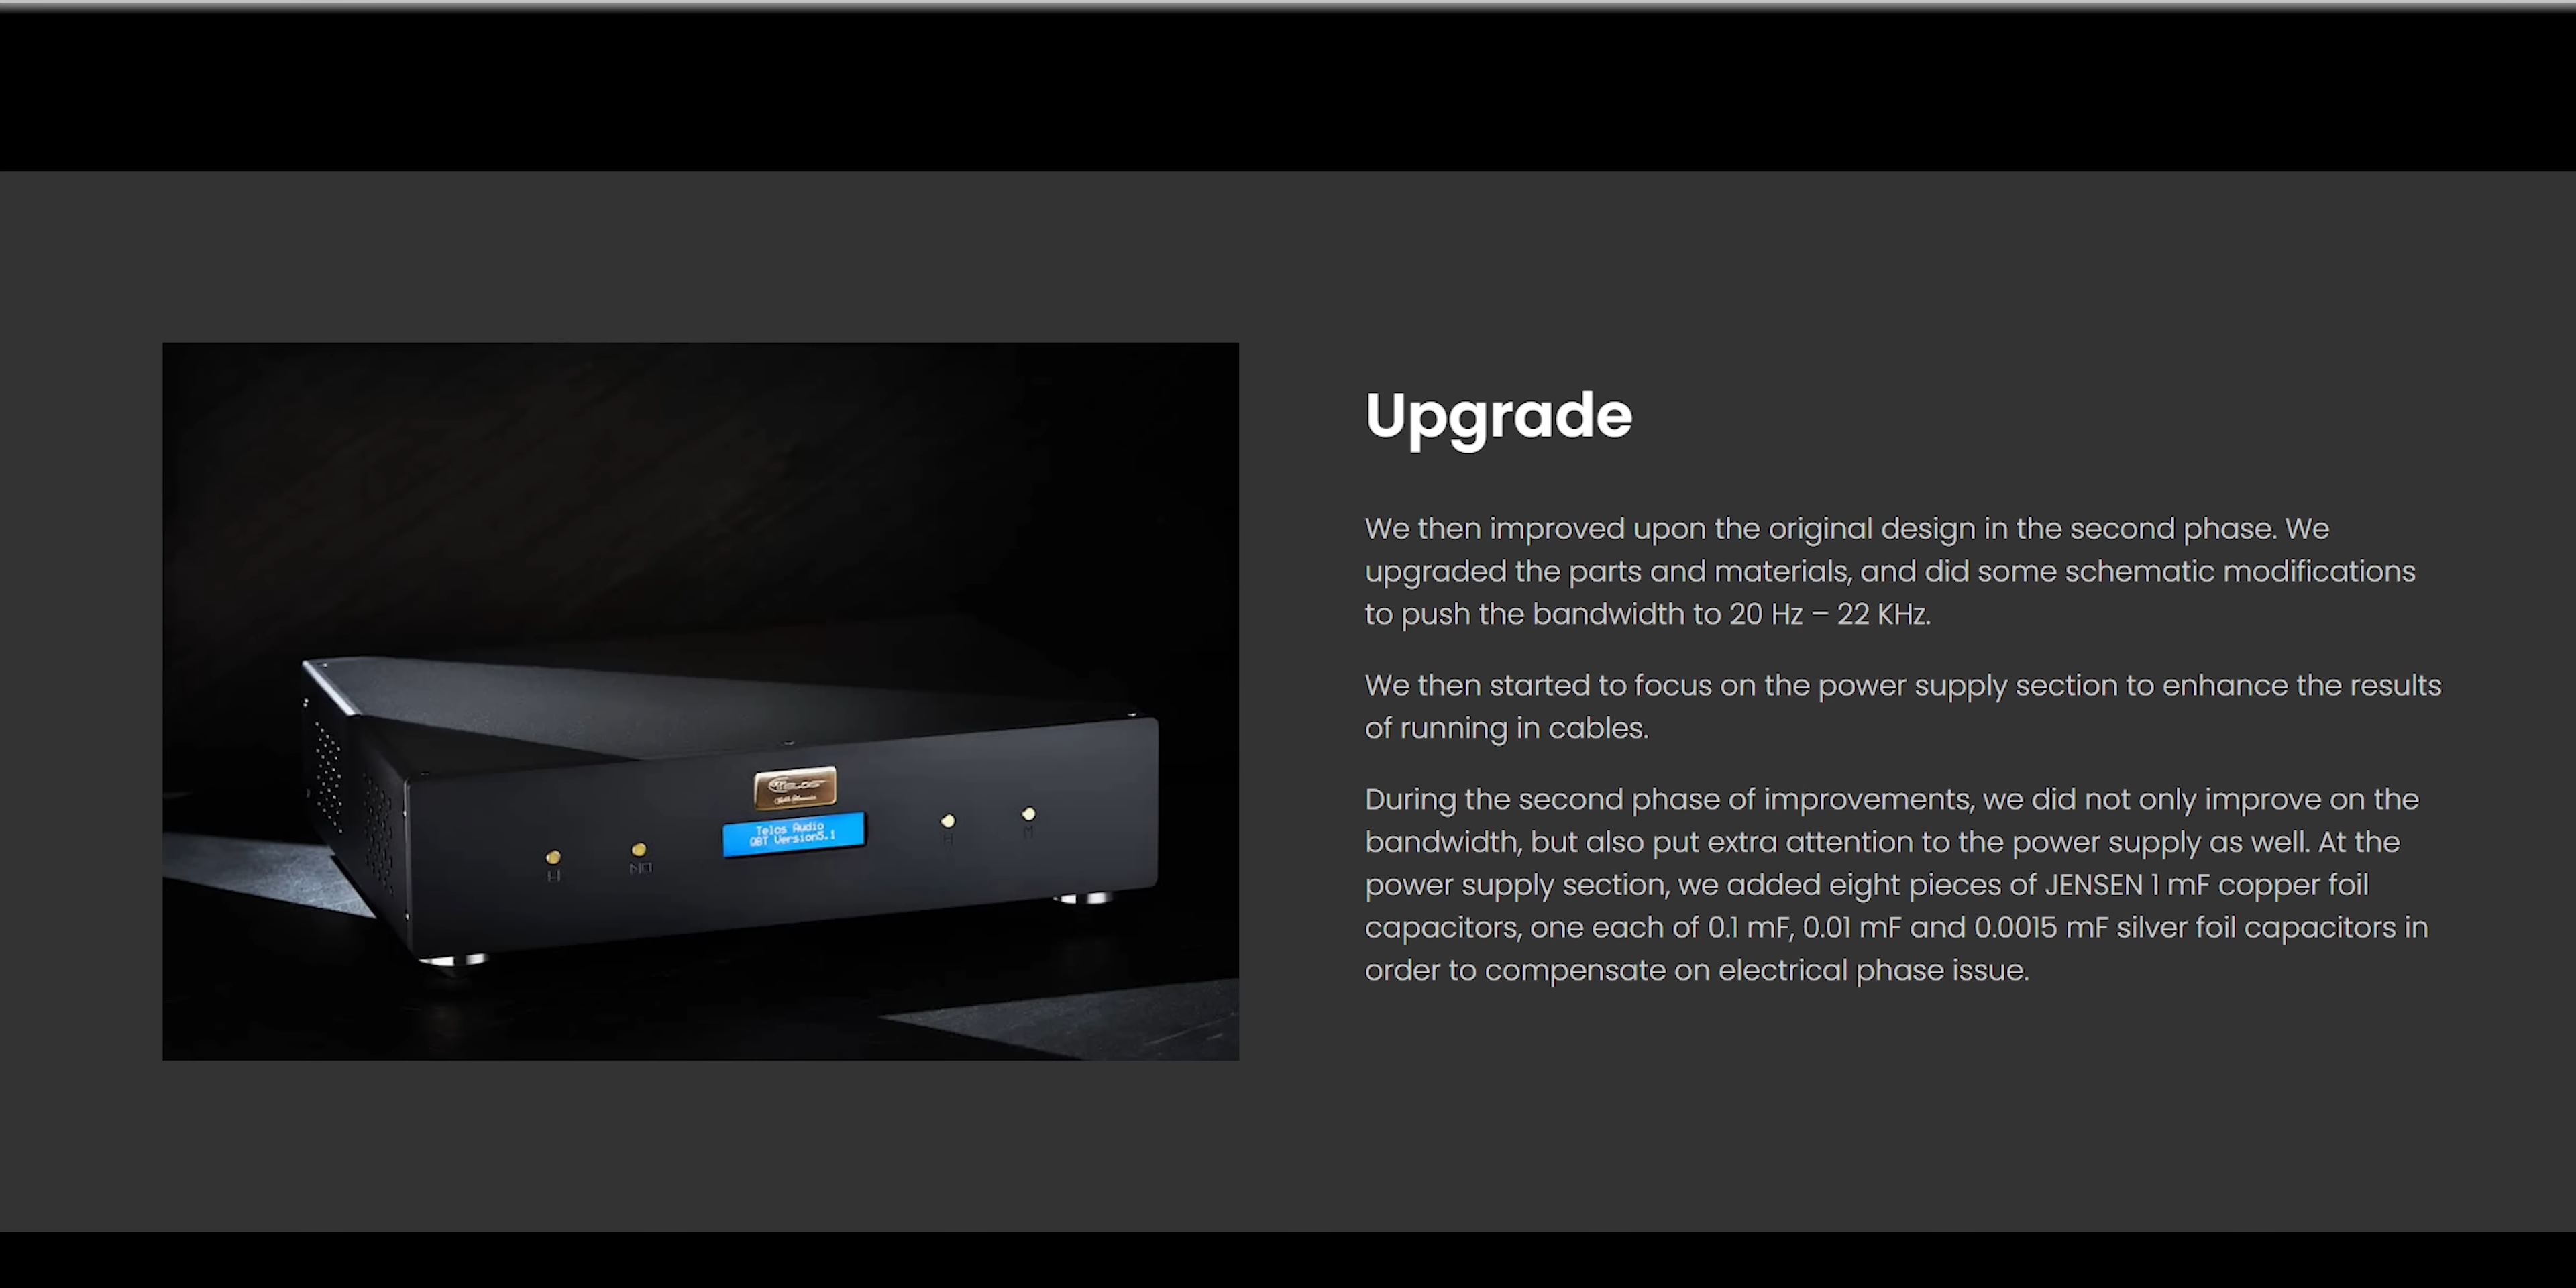 Upgrade
We then improved upon the original design in the second phase. We
upgraded the parts and materials, and did some schematic modifications
to push the bandwidth to 20 Hz – 22 KHz.
We then started to focus on the power supply section to enhance the results
of running in cables.
During the second phase of improvements, we did not only improve on the
bandwidth, but also put extra attention to the power supply as well. At the
power supply section, we added eight pieces of JENSEN 1 mF copper foil
capacitors, one each of 0.1 mF, 0.01 mF and 0.0015 mF silver foil capacitors in
order to compensate on electrical phase issue.
TELOS
Telos Audio
QBT Version5.1